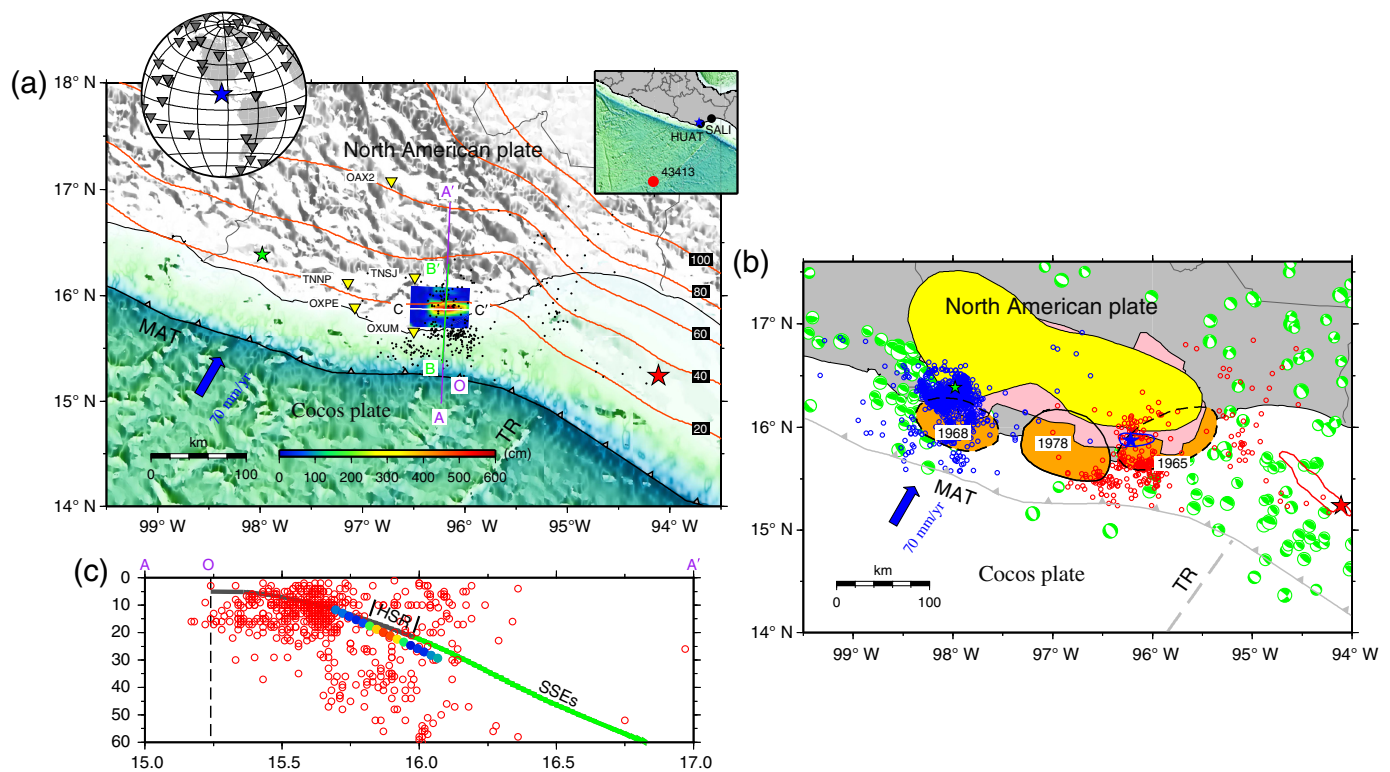 (a)
18° N
17° N
16° N
15° N
14° N
99° W
98° W
97° W
96° W
95° W
94° W
North American plate
OAX2
A'
TNNP
TNSJ
B'
OXPE
C
C'
OXUM
MAT
B
O
A
70 mm/yr
Cocos plate
TR
km
0
100
0 100 200 300 400 500 600
(cm)
100
80
60
40
20
HUAT
SALI
43413
(b)
17° N
16° N
15° N
14° N
99° W
98° W
97° W
96° W
95° W
94° W
North American plate
1968
1978
1965
MAT
70 mm/yr
Cocos plate
TR
km
0
100
(c)
A
O
A'
0
10
20
30
40
50
60
HSR
SSEs
15.0
15.5
16.0
16.5
17.0